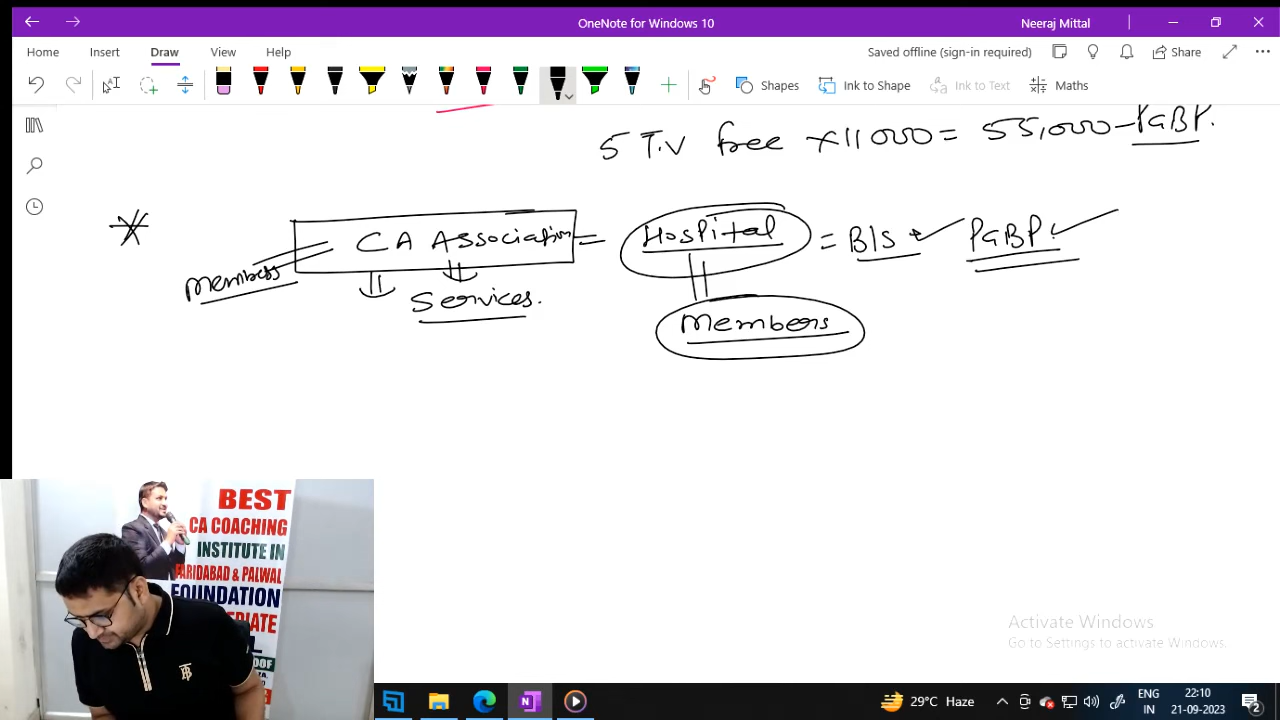 OneNote for Windows 10
Neeraj Mittal
Home Insert Draw View Help
Saved offline (sign-in required) Share
Shapes Ink to Shape Ink to Text Maths
5 T.V free × 11000 = 55,000 – PGBP.
CA Association = Hospital = B/S PGBP
Members
Services.
Members
BEST
CA COACHING
INSTITUTE IN
FARIDABAD & PALWAL
FOUNDATION
Activate Windows
Go to Settings to activate Windows.
29°C Haze
ENG
IN
22:10
21-09-2023
2